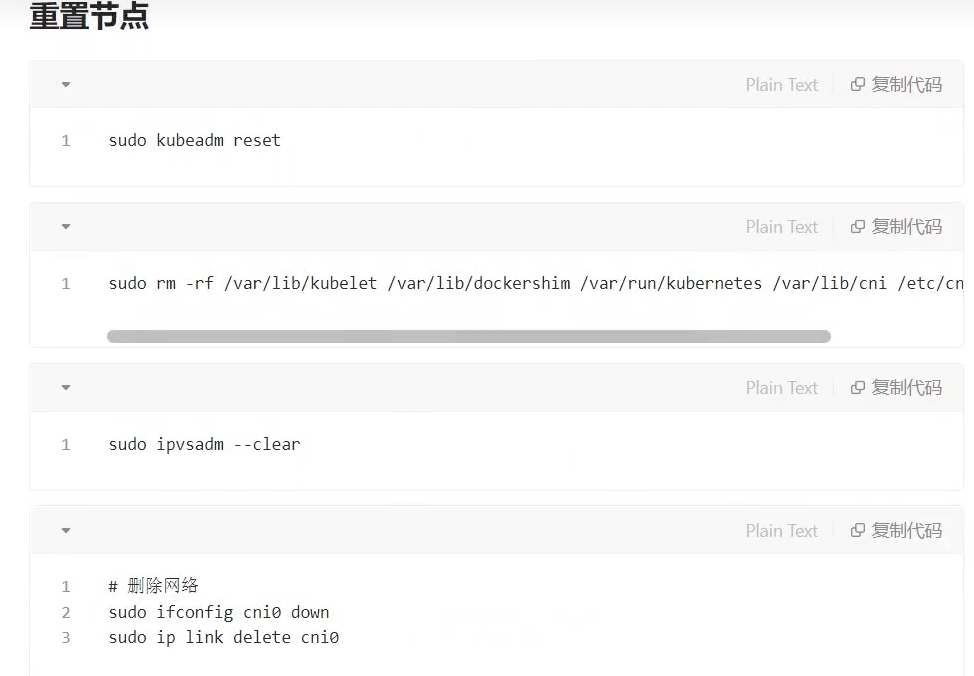 重置节点
Plain Text 复制代码
1 sudo kubeadm reset
Plain Text 复制代码
1 sudo rm -rf /var/lib/kubelet /var/lib/dockershim /var/run/kubernetes /var/lib/cni /etc/cn
Plain Text 复制代码
1 sudo ipvsadm --clear
Plain Text 复制代码
1 # 删除网络
2 sudo ifconfig cni0 down
3 sudo ip link delete cni0